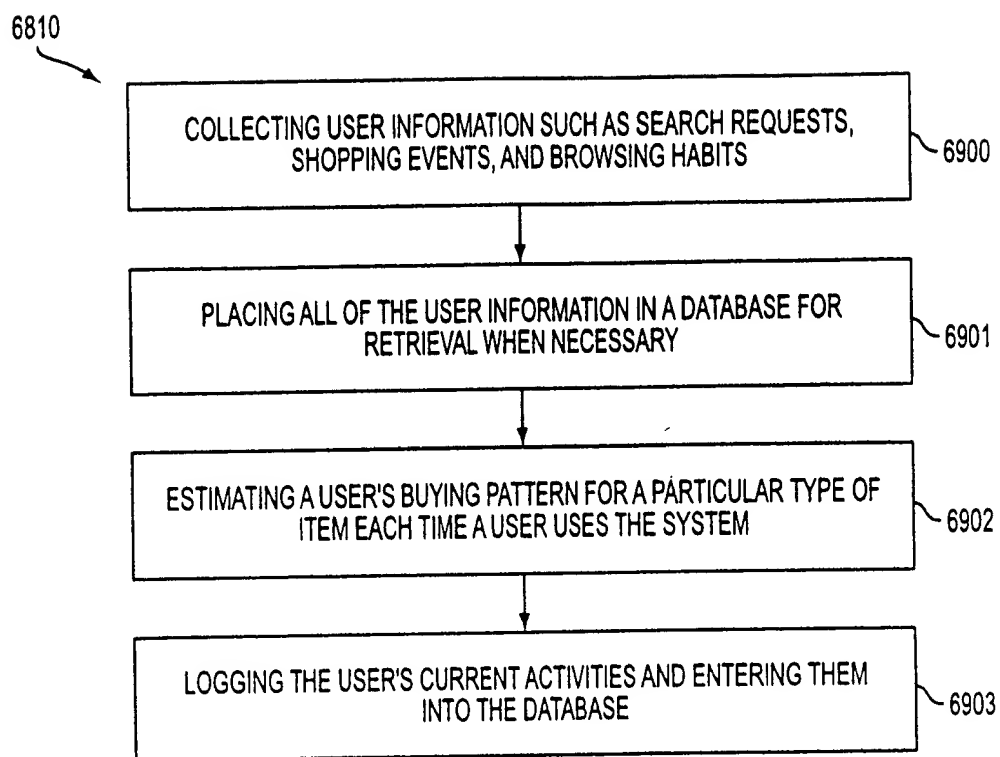 6810
COLLECTING USER INFORMATION SUCH AS SEARCH REQUESTS,
SHOPPING EVENTS, AND BROWSING HABITS
6900
PLACING ALL OF THE USER INFORMATION IN A DATABASE FOR
RETRIEVAL WHEN NECESSARY
6901
ESTIMATING A USER'S BUYING PATTERN FOR A PARTICULAR TYPE OF
ITEM EACH TIME A USER USES THE SYSTEM
6902
LOGGING THE USER'S CURRENT ACTIVITIES AND ENTERING THEM
INTO THE DATABASE
6903